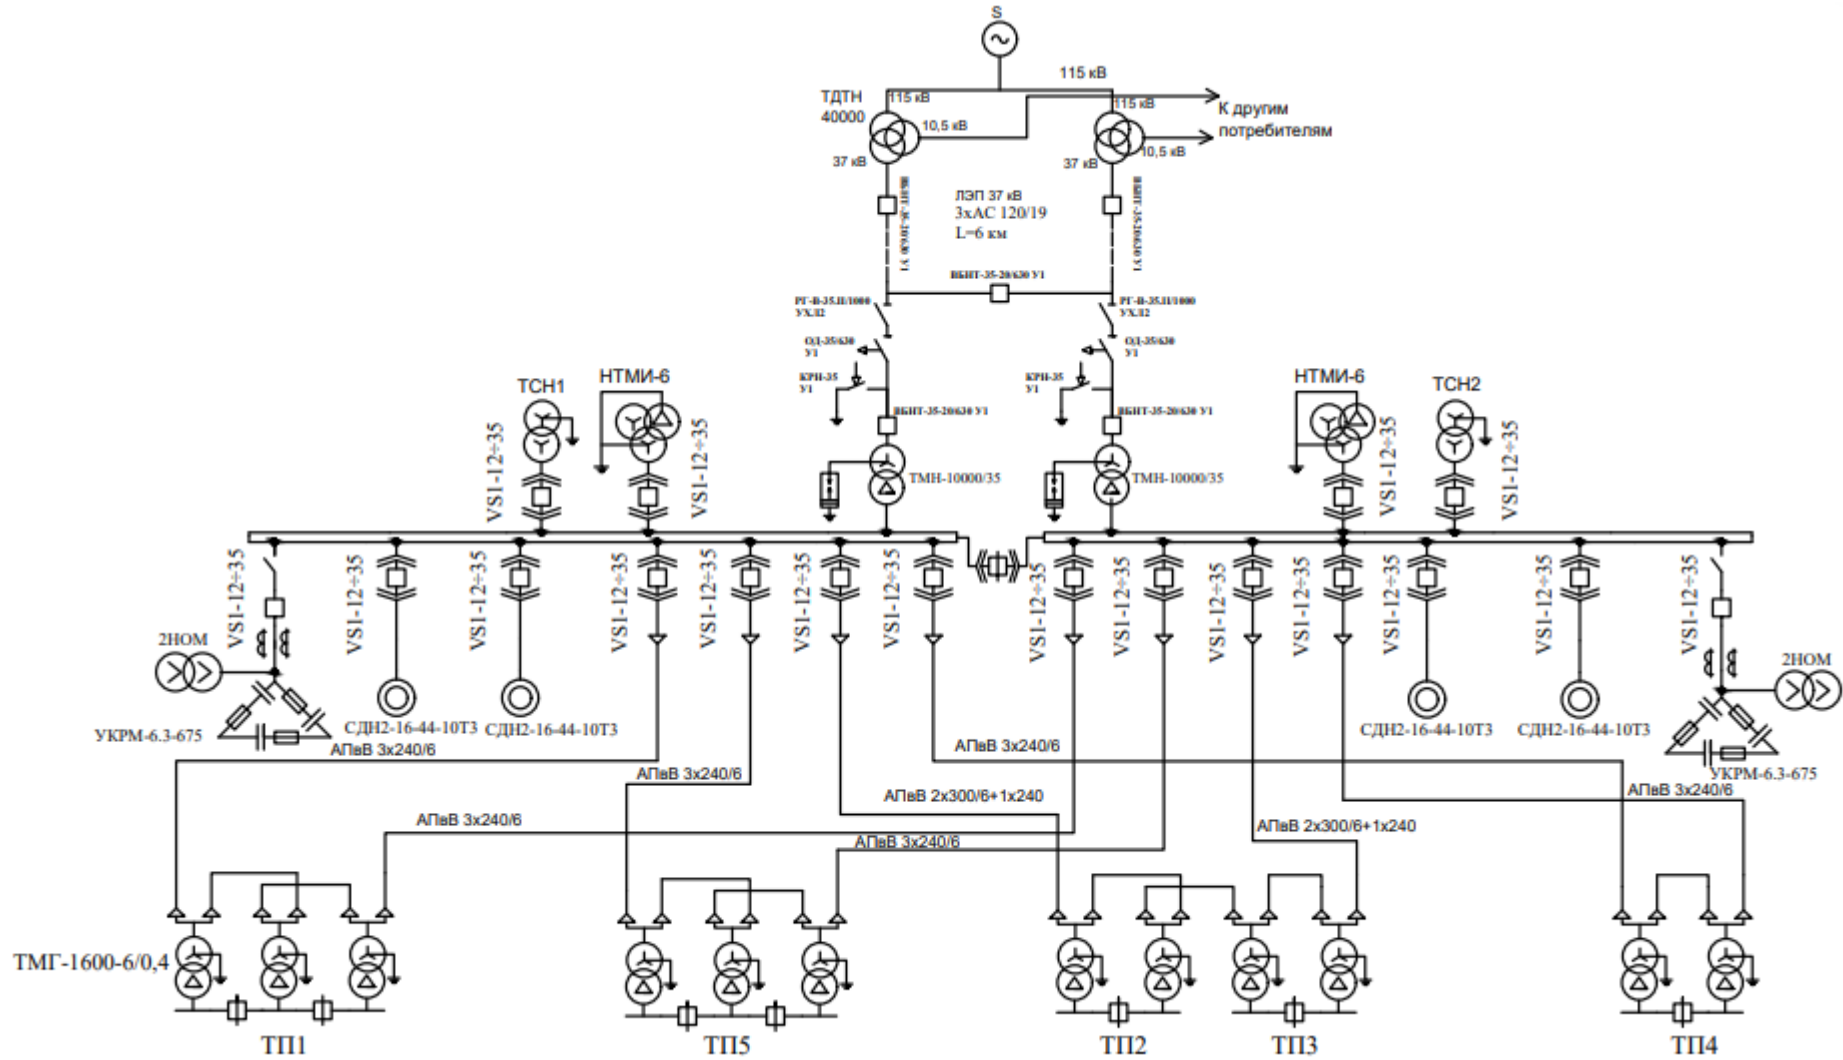 S
115 кВ
ТДТН
40000
115 кВ
115 кВ
К другим
потребителям
10,5 кВ
10,5 кВ
37 кВ
37 кВ
ВБНТ-35-20/630 У1
ВБНТ-35-20/630 У1
ЛЭП 37 кВ
3хАС 120/19
L=6 км
ВБНТ-35-20/630 У1
РГ-В-35.II/1000
УХЛ2
РГ-В-35.II/1000
УХЛ2
ОД-35/630
У1
ОД-35/630
У1
КРН-35
У1
КРН-35
У1
ТСН1
НТМИ-6
НТМИ-6
ТСН2
ВБНТ-35-20/630 У1
ВБНТ-35-20/630 У1
VS1-12÷35
VS1-12÷35
VS1-12÷35
VS1-12÷35
ТМН-10000/35
ТМН-10000/35
VS1-12÷35
VS1-12÷35
VS1-12÷35
VS1-12÷35
VS1-12÷35
VS1-12÷35
VS1-12÷35
VS1-12÷35
VS1-12÷35
VS1-12÷35
VS1-12÷35
VS1-12÷35
VS1-12÷35
VS1-12÷35
2НОМ
2НОМ
УКРМ-6.3-675
СДН2-16-44-10Т3
СДН2-16-44-10Т3
СДН2-16-44-10Т3
СДН2-16-44-10Т3
УКРМ-6.3-675
АПвВ 3х240/6
АПвВ 3х240/6
АПвВ 3х240/6
АПвВ 2х300/6+1х240
АПвВ 3х240/6
АПвВ 3х240/6
АПвВ 2х300/6+1х240
АПвВ 3х240/6
ТМГ-1600-6/0,4
ТП1
ТП5
ТП2
ТП3
ТП4